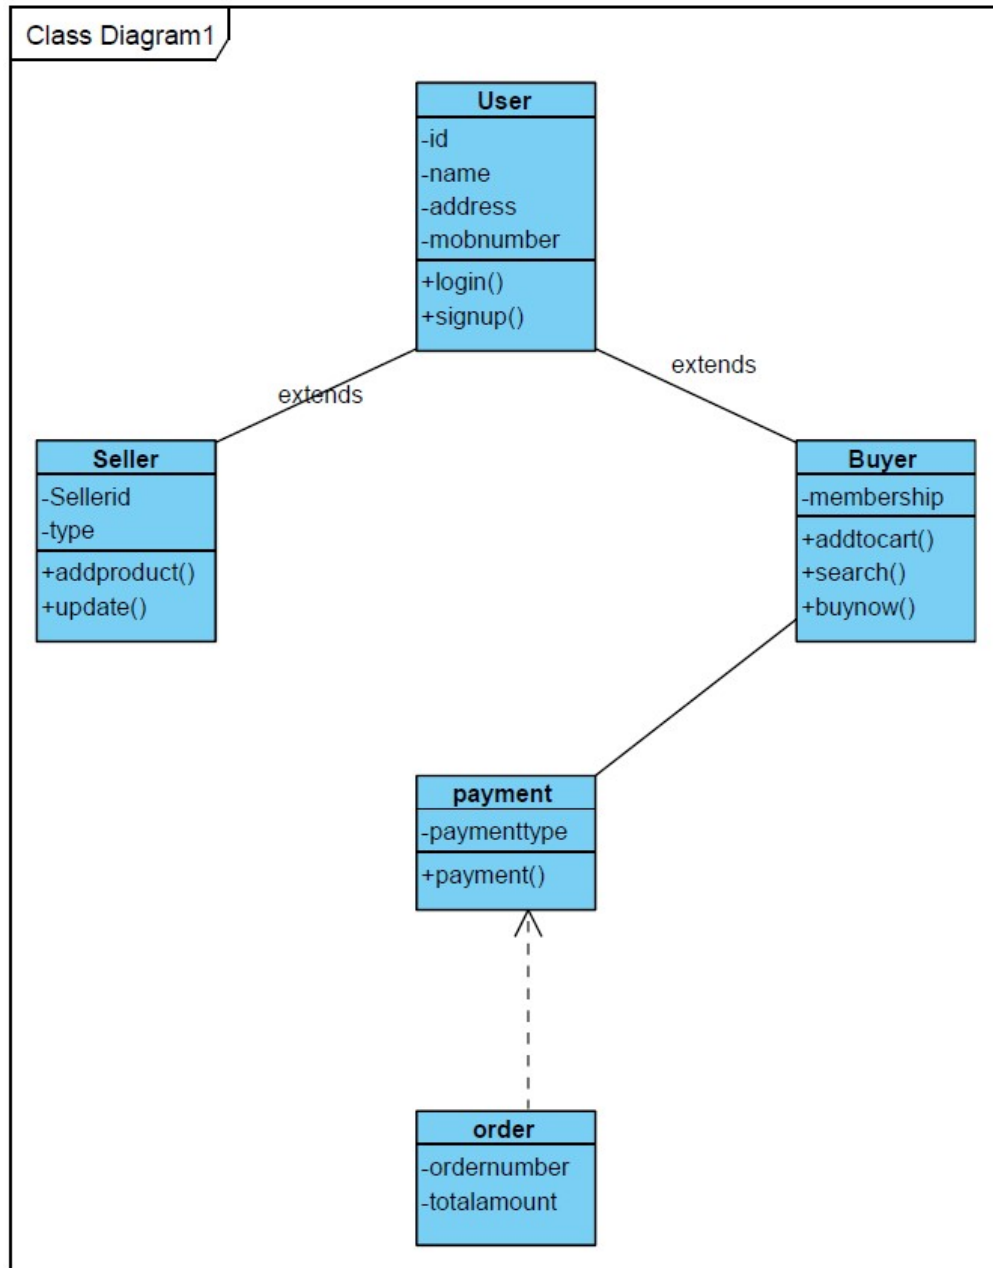 Class Diagram1
User
-id
-name
-address
-mobnumber
+login()
+signup()
extends
extends
Seller
-Sellerid
-type
+addproduct()
+update()
Buyer
-membership
+addtocart()
+search()
+buynow()
payment
-paymenttype
+payment()
order
-ordernumber
-totalamount